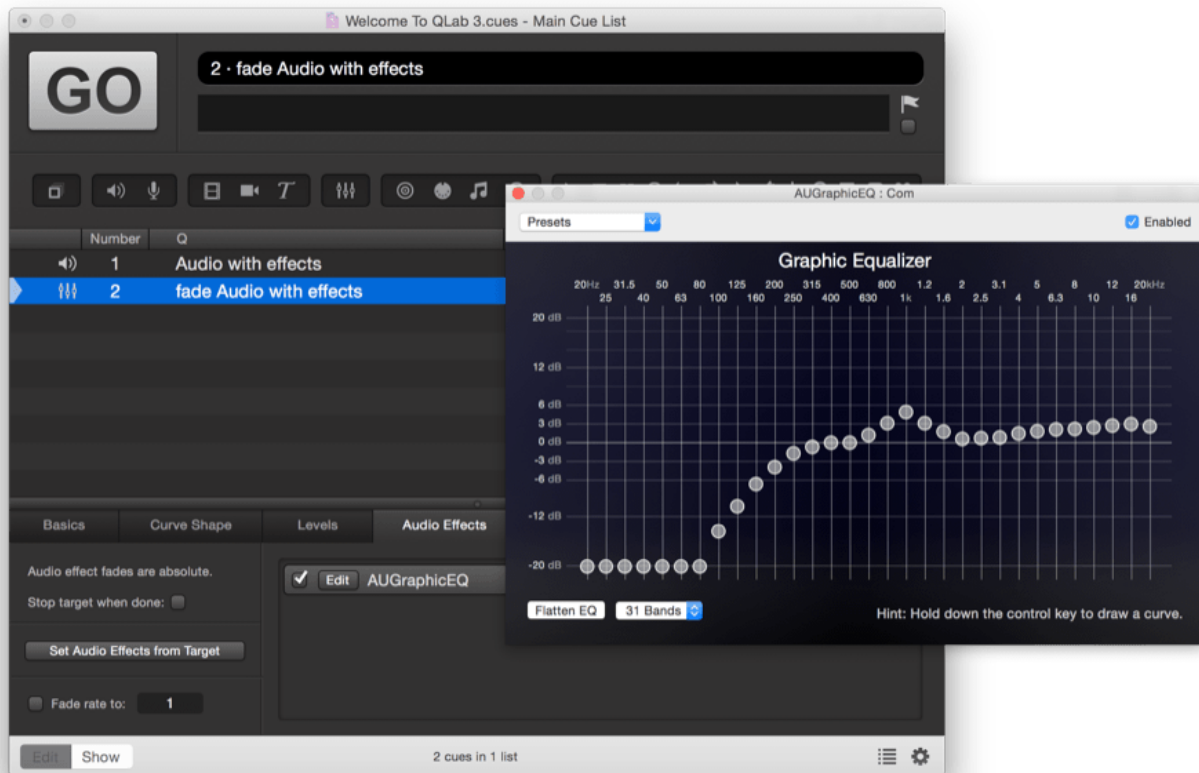 Welcome To QLab 3.cues - Main Cue List
GO
2 · fade Audio with effects
T
Number Q
1 Audio with effects
2 fade Audio with effects
Basics Curve Shape Levels Audio Effects
Audio effect fades are absolute.
Stop target when done:
Set Audio Effects from Target
Fade rate to: 1
Edit AUGraphicEQ
Edit Show
2 cues in 1 list
AUGraphicEQ : Com
Presets
Enabled
Graphic Equalizer
20Hz 31.5 50 80 125 200 315 500 800 1.2 2 3.1 5 8 12 20kHz
25 40 63 100 160 250 400 630 1k 1.6 2.5 4 6.3 10 16
20 dB
12 dB
6 dB
3 dB
0 dB
-3 dB
-6 dB
-12 dB
-20 dB
Flatten EQ 31 Bands
Hint: Hold down the control key to draw a curve.